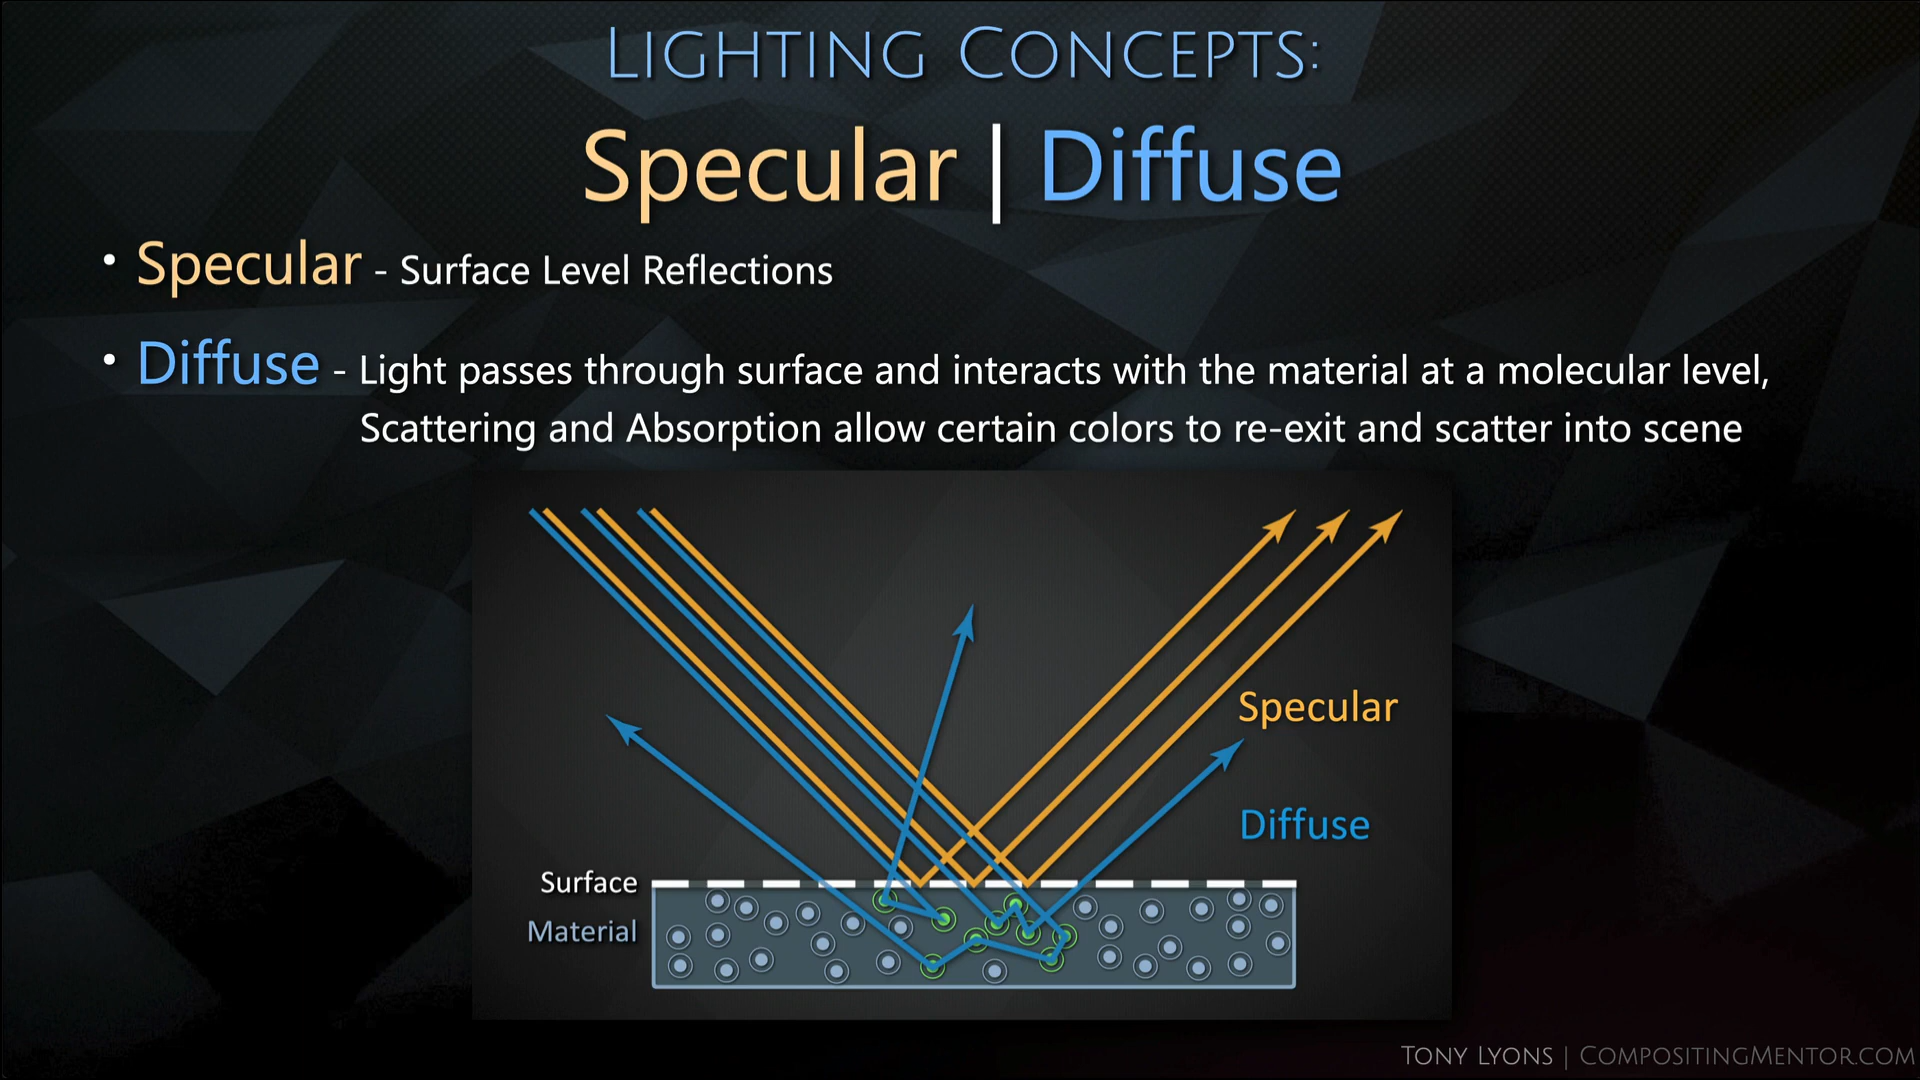 Lighting Concepts:
Specular | Diffuse
• Specular - Surface Level Reflections
• Diffuse - Light passes through surface and interacts with the material at a molecular level,
Scattering and Absorption allow certain colors to re-exit and scatter into scene
Specular
Diffuse
Surface
Material
Tony Lyons | CompositingMentor.com